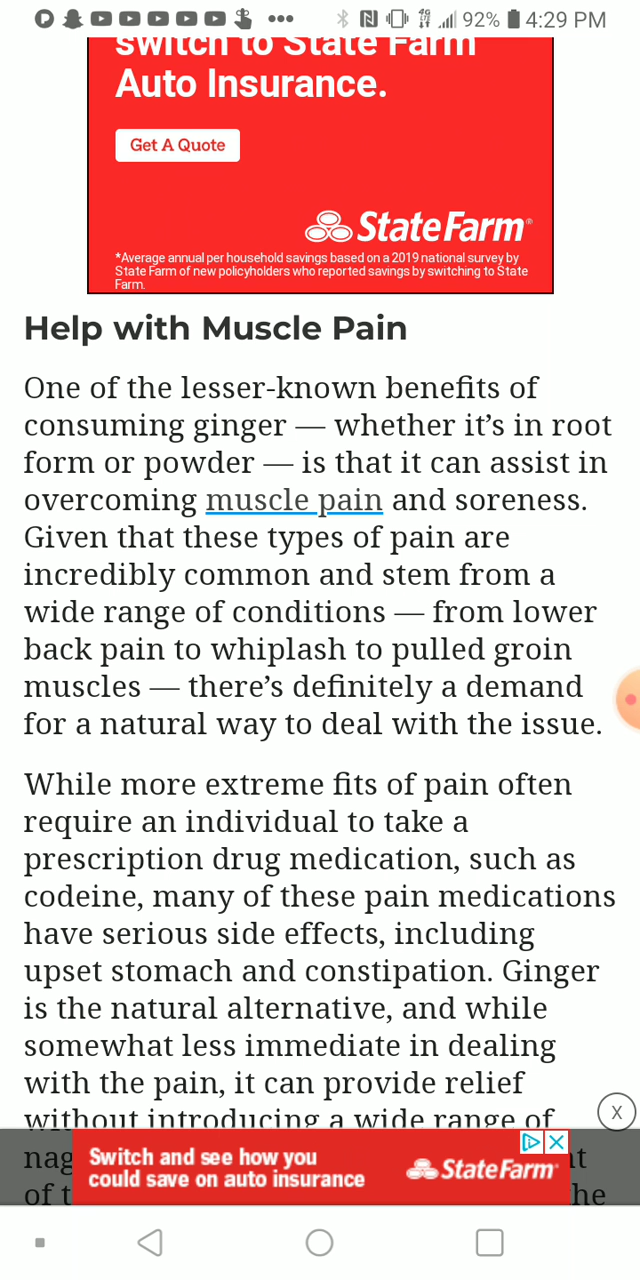 92% 4:29 PM
switch to State Farm
Auto Insurance.
Get A Quote
StateFarm®
*Average annual per household savings based on a 2019 national survey by
State Farm of new policyholders who reported savings by switching to State
Farm.
Help with Muscle Pain
One of the lesser-known benefits of
consuming ginger — whether it’s in root
form or powder — is that it can assist in
overcoming muscle pain and soreness.
Given that these types of pain are
incredibly common and stem from a
wide range of conditions — from lower
back pain to whiplash to pulled groin
muscles — there’s definitely a demand
for a natural way to deal with the issue.
While more extreme fits of pain often
require an individual to take a
prescription drug medication, such as
codeine, many of these pain medications
have serious side effects, including
upset stomach and constipation. Ginger
is the natural alternative, and while
somewhat less immediate in dealing
with the pain, it can provide relief
without introducing a wide range of
X
Switch and see how you
could save on auto insurance
StateFarm®